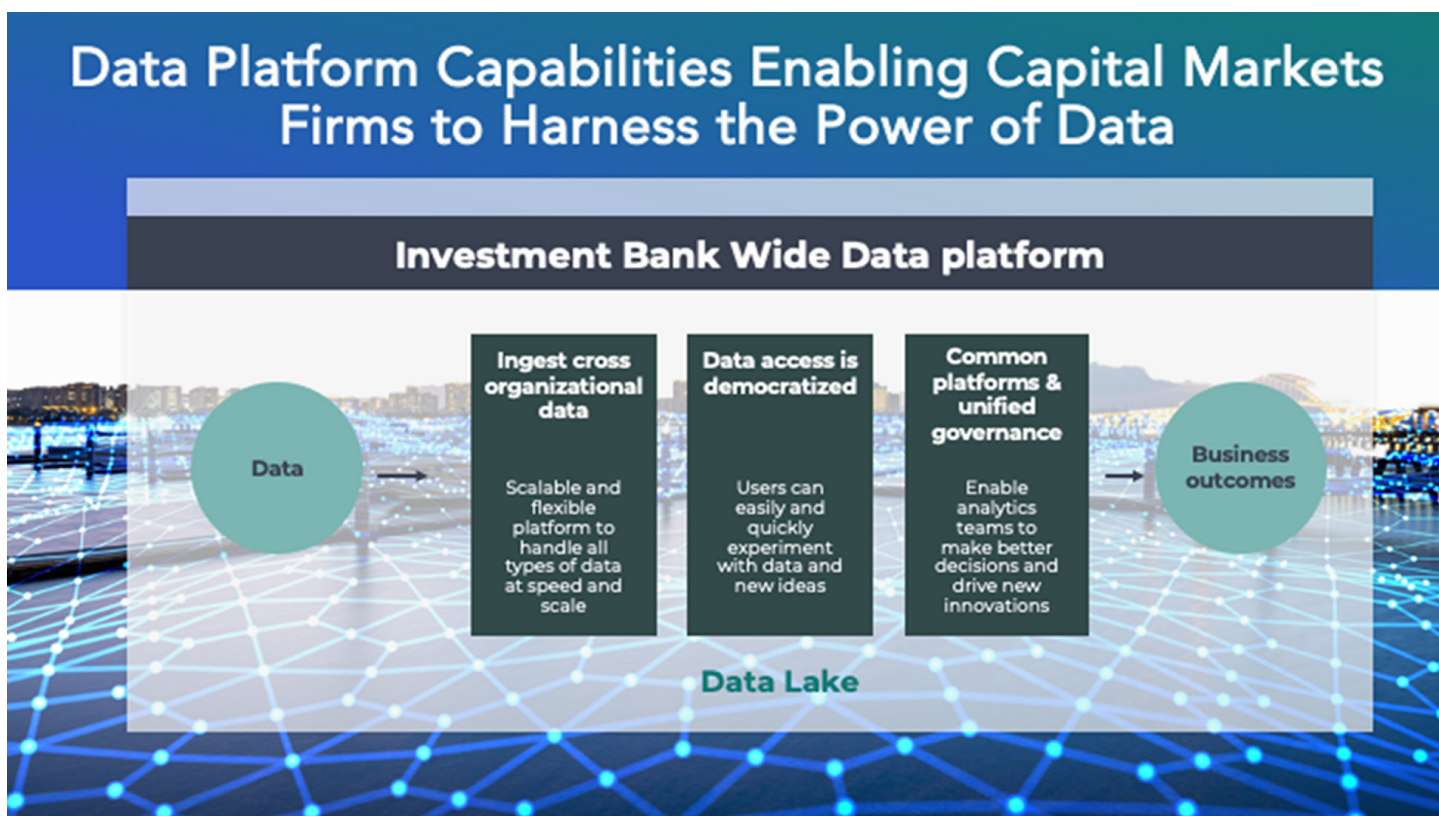 Data Platform Capabilities Enabling Capital Markets
Firms to Harness the Power of Data
Investment Bank Wide Data platform
Data
Ingest cross
organizational
data
Scalable and
flexible
platform to
handle all
types of data
at speed and
scale
Data access is
democratized
Users can
easily and
quickly
experiment
with data and
new ideas
Common
platforms &
unified
governance
Enable
analytics
teams to
make better
decisions and
drive new
innovations
Business
outcomes
Data Lake